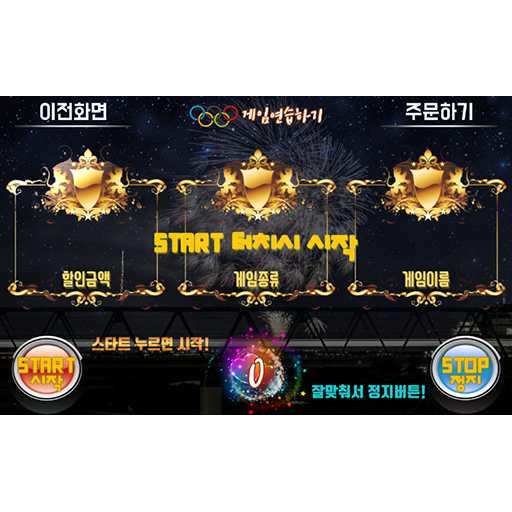 이전화면
게임연습하기
주문하기
START 터치시 시작
할인금액
게임종류
게임이름
스타트 누르면 시작!
START
시작
0
STOP
정지
잘맞춰서 정지버튼!